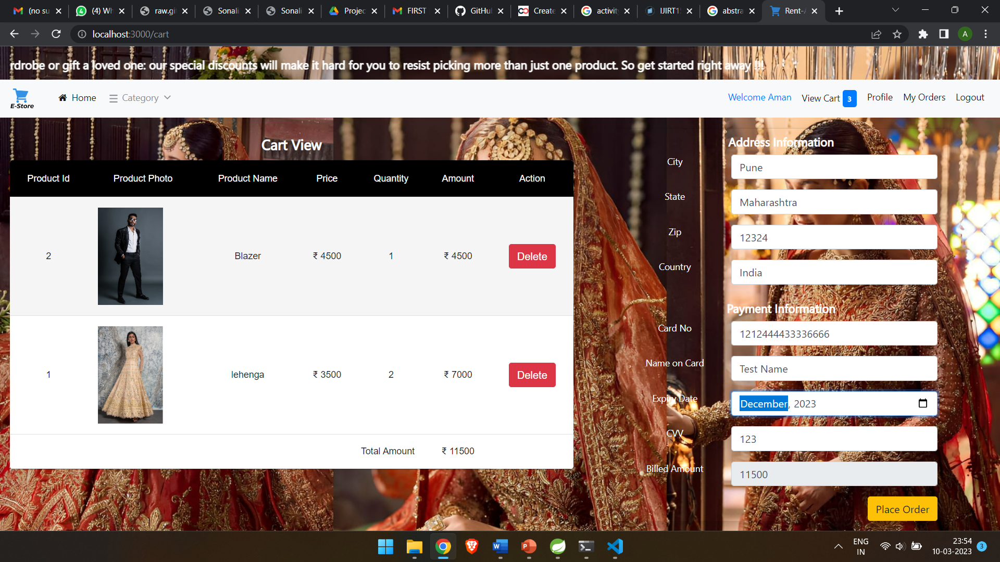 (no su
(4) Wh
raw.gi
Sonali
Sonali
Projec
FIRST
GitHub
Create
activity
IJIRT1
abstra
Rent-
localhost:3000/cart
A
rdrobe or gift a loved one: our special discounts will make it hard for you to resist picking more than just one product. So get started right away !!!
E-Store
Home
Category
Welcome Aman
View Cart 3
Profile
My Orders
Logout
Cart View
Product Id Product Photo Product Name Price Quantity Amount Action
2 Blazer ₹ 4500 1 ₹ 4500 Delete
1 lehenga ₹ 3500 2 ₹ 7000 Delete
Total Amount ₹ 11500
Address Information
City Pune
State Maharashtra
Zip 12324
Country India
Payment Information
Card No 1212444433336666
Name on Card Test Name
Expiry Date December, 2023
CVV 123
Billed Amount 11500
Place Order
ENG
IN
23:54
10-03-2023
3